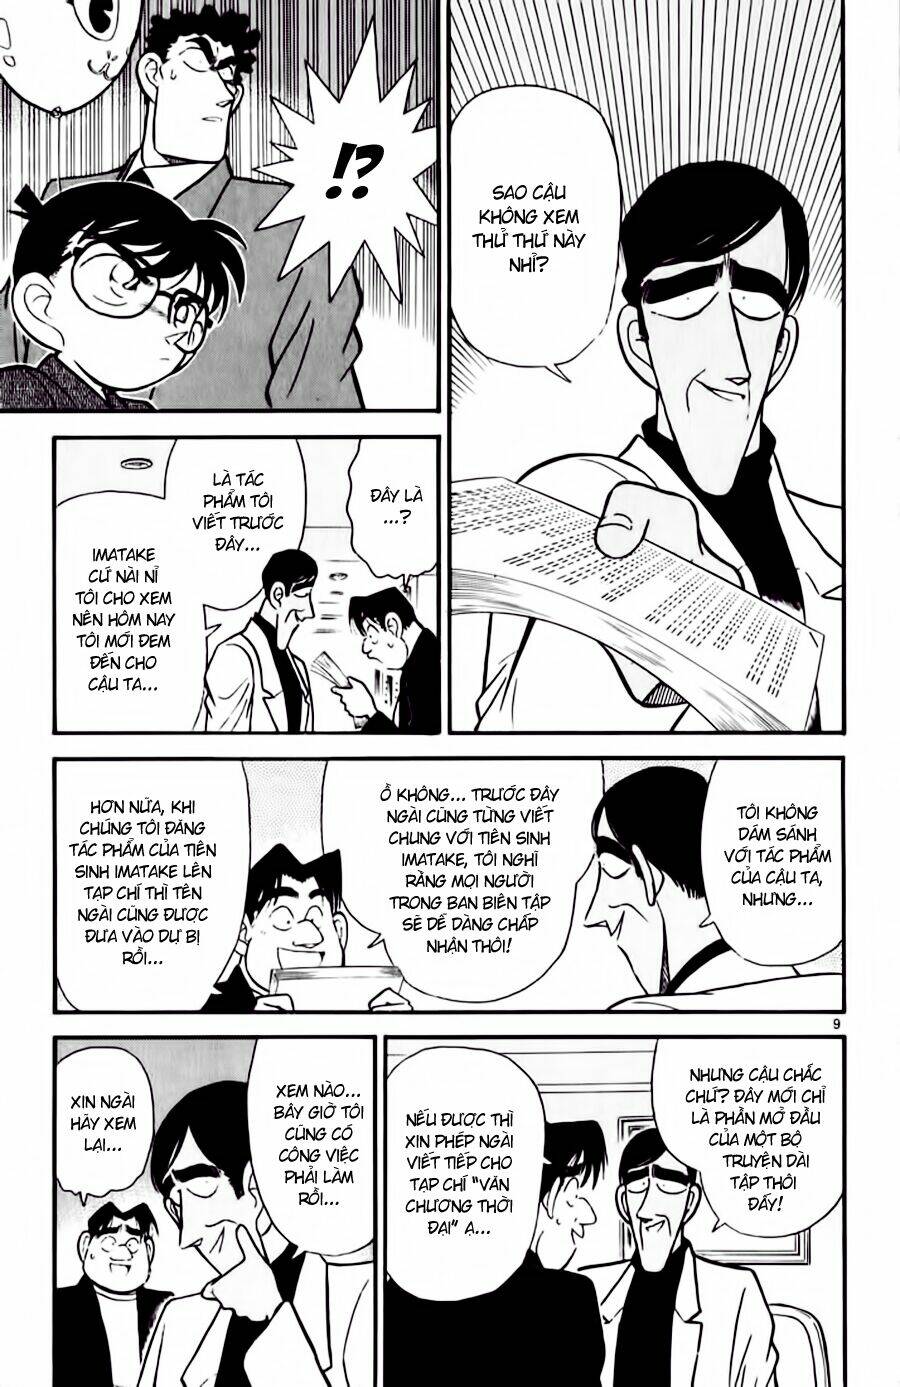 SAO CẬU
KHÔNG XEM
THỬ THỨ NÀY
NHỈ?
!?
ĐÂY LÀ
...?
LÀ TÁC
PHẨM TÔI
VIẾT TRƯỚC
ĐÂY...
IMATAKE
CỨ NÀI NỈ
TÔI CHO XEM
NÊN HÔM NAY
TÔI MỚI ĐEM
ĐẾN CHO
CẬU TA...
TÔI KHÔNG
DÁM SÁNH
VỚI TÁC PHẨM
CỦA CẬU TA,
NHƯNG...
Ồ KHÔNG... TRƯỚC ĐÂY
NGÀI CŨNG TỪNG VIẾT
CHUNG VỚI TIÊN SINH
IMATAKE, TÔI NGHĨ
RẰNG MỌI NGƯỜI
TRONG BAN BIÊN TẬP
SẼ DỄ DÀNG CHẤP
NHẬN THÔI!
HƠN NỮA, KHI
CHÚNG TÔI ĐĂNG
TÁC PHẨM CỦA TIÊN
SINH IMATAKE LÊN
TẠP CHÍ THÌ TÊN
NGÀI CŨNG ĐƯỢC
ĐƯA VÀO DỰ BỊ
RỒI...
9
NHƯNG CẬU CHẮC
CHỨ? ĐÂY MỚI CHỈ
LÀ PHẦN MỞ ĐẦU
CỦA MỘT BỘ
TRUYỆN DÀI
TẬP THÔI
ĐẤY!
NẾU ĐƯỢC THÌ
XIN PHÉP NGÀI
VIẾT TIẾP CHO
TẠP CHÍ "VĂN
CHƯƠNG THỜI
ĐẠI" Ạ...
XEM NÀO...
BÂY GIỜ TÔI
CŨNG CÓ
CÔNG VIỆC
PHẢI LÀM
RỒI...
XIN NGÀI
HÃY XEM
LẠI...